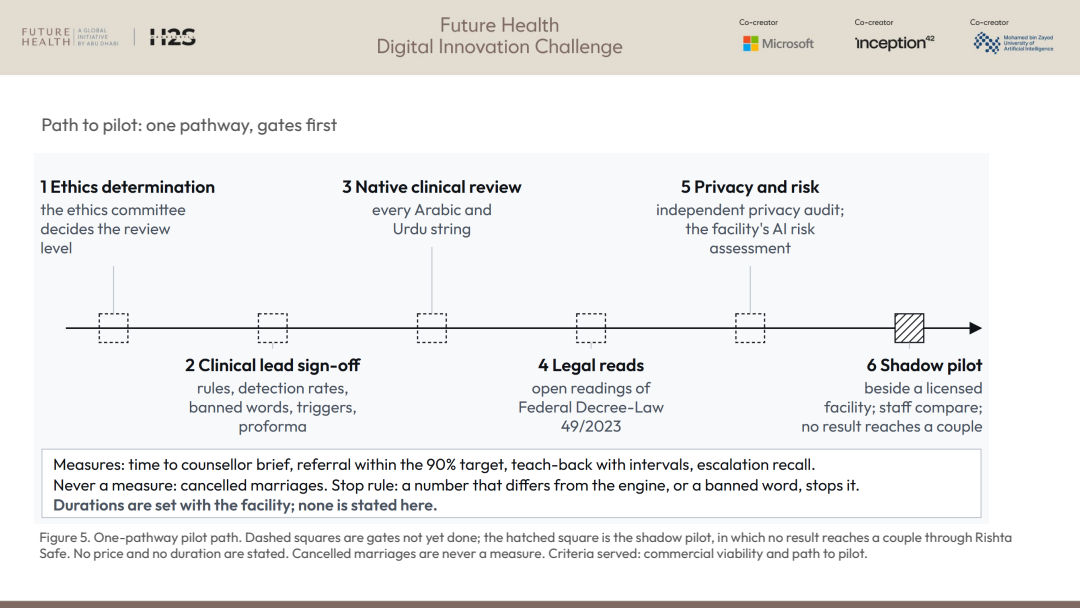 FUTURE HEALTH
A GLOBAL INITIATIVE BY ABU DHABI
H2S
Future Health
Digital Innovation Challenge
Co-creator
Microsoft
Co-creator
inception42
Co-creator
Mohamed bin Zayed
University of
Artificial Intelligence
Path to pilot: one pathway, gates first
1 Ethics determination
the ethics committee
decides the review
level
3 Native clinical review
every Arabic and
Urdu string
5 Privacy and risk
independent privacy audit;
the facility's AI risk
assessment
2 Clinical lead sign-off
rules, detection rates,
banned words, triggers,
proforma
4 Legal reads
open readings of
Federal Decree-Law
49/2023
6 Shadow pilot
beside a licensed
facility; staff compare;
no result reaches a couple
Measures: time to counsellor brief, referral within the 90% target, teach-back with intervals, escalation recall.
Never a measure: cancelled marriages. Stop rule: a number that differs from the engine, or a banned word, stops it.
Durations are set with the facility; none is stated here.
Figure 5. One-pathway pilot path. Dashed squares are gates not yet done; the hatched square is the shadow pilot, in which no result reaches a couple through Rishta
Safe. No price and no duration are stated. Cancelled marriages are never a measure. Criteria served: commercial viability and path to pilot.